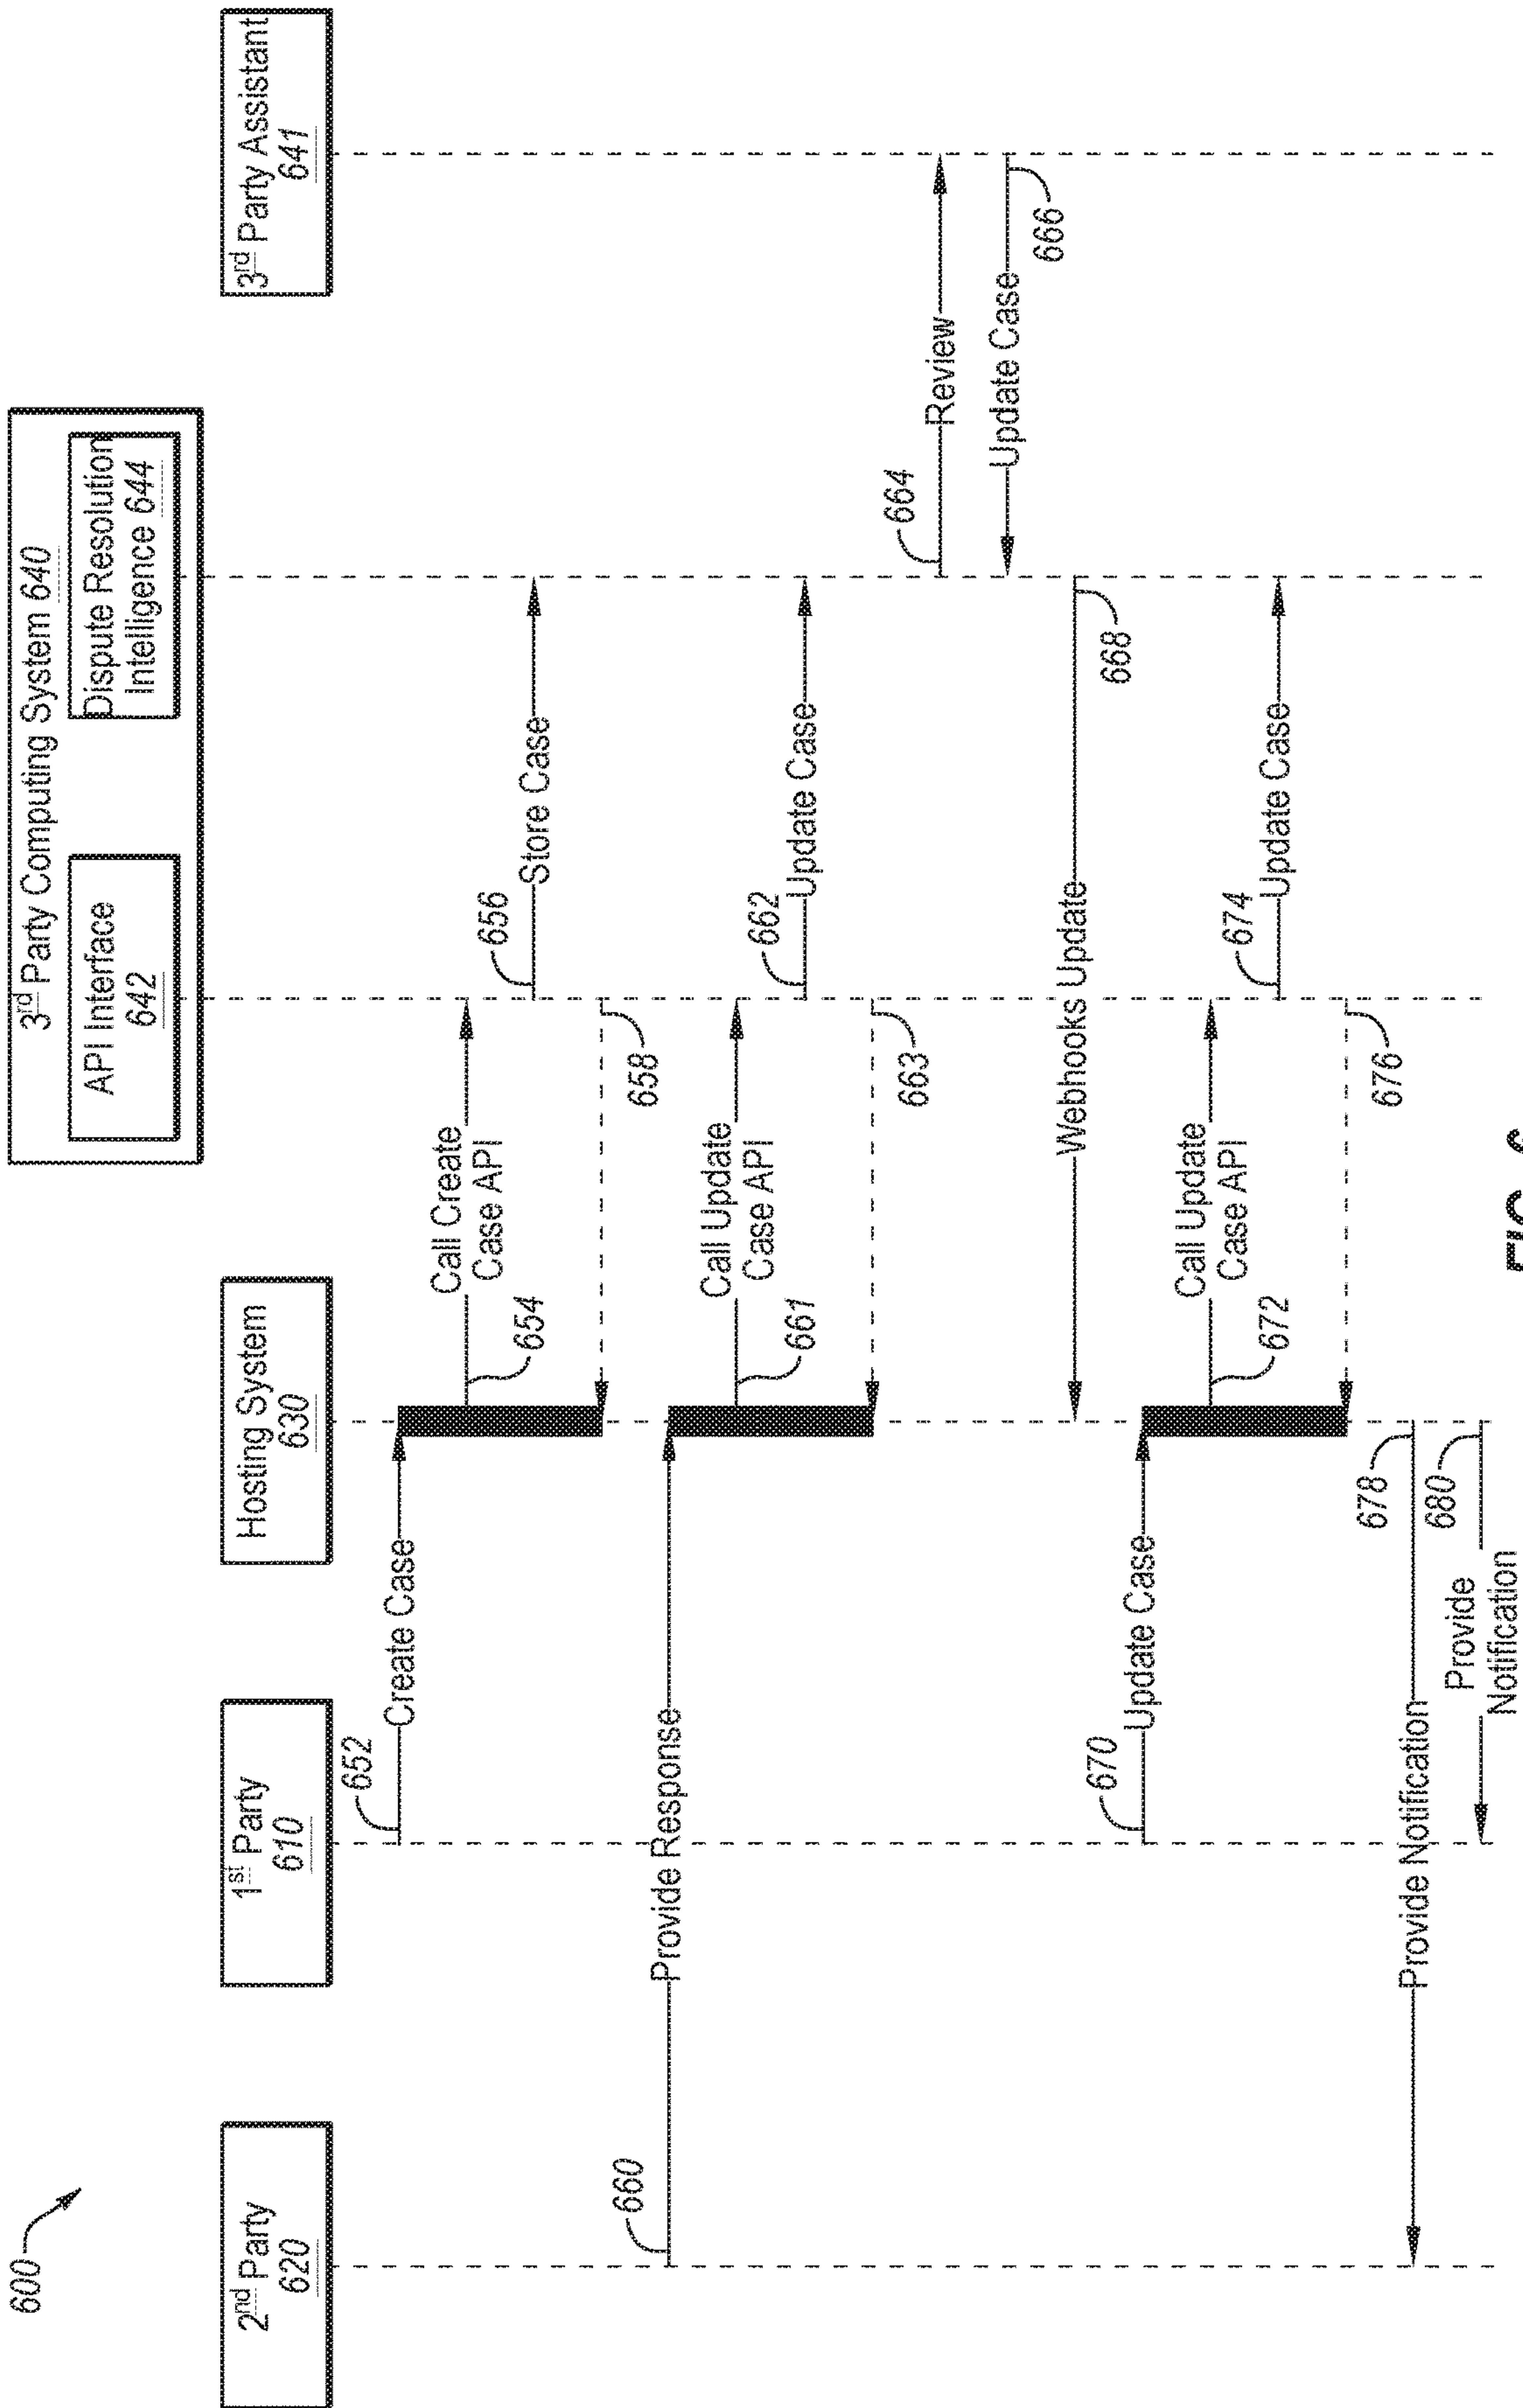 600
3rd Party Computing System 640
API Interface
642
Dispute Resolution
Intelligence 644
2nd Party
620
1st Party
610
Hosting System
630
3rd Party Assistant
641
652
Create Case
654
Call Create
Case API
656
Store Case
658
660
Provide Response
661
Call Update
Case API
662
Update Case
663
664
Review
Update Case
666
Webhooks Update
668
670
Update Case
672
Call Update
Case API
674
Update Case
676
678
Provide Notification
680
Provide
Notification